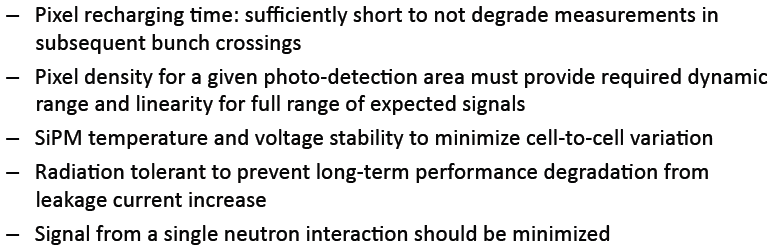 – Pixel recharging time: sufficiently short to not degrade measurements in
subsequent bunch crossings
– Pixel density for a given photo-detection area must provide required dynamic
range and linearity for full range of expected signals
– SiPM temperature and voltage stability to minimize cell-to-cell variation
– Radiation tolerant to prevent long-term performance degradation from
leakage current increase
– Signal from a single neutron interaction should be minimized